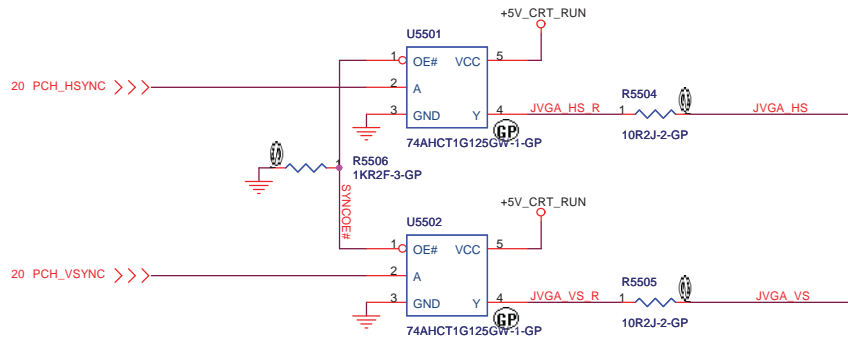 +5V_CRT_RUN
U5501
1 OE# VCC 5
20 PCH_HSYNC
2 A
3 GND Y 4
JVGA_HS_R
R5504
1
JVGA_HS
10R2J-2-GP
GP
74AHCT1G125GW-1-GP
1 R5506
1KR2F-3-GP
SYNCOE#
+5V_CRT_RUN
U5502
1 OE# VCC 5
20 PCH_VSYNC
2 A
3 GND Y 4
JVGA_VS_R
R5505
1
JVGA_VS
10R2J-2-GP
GP
74AHCT1G125GW-1-GP